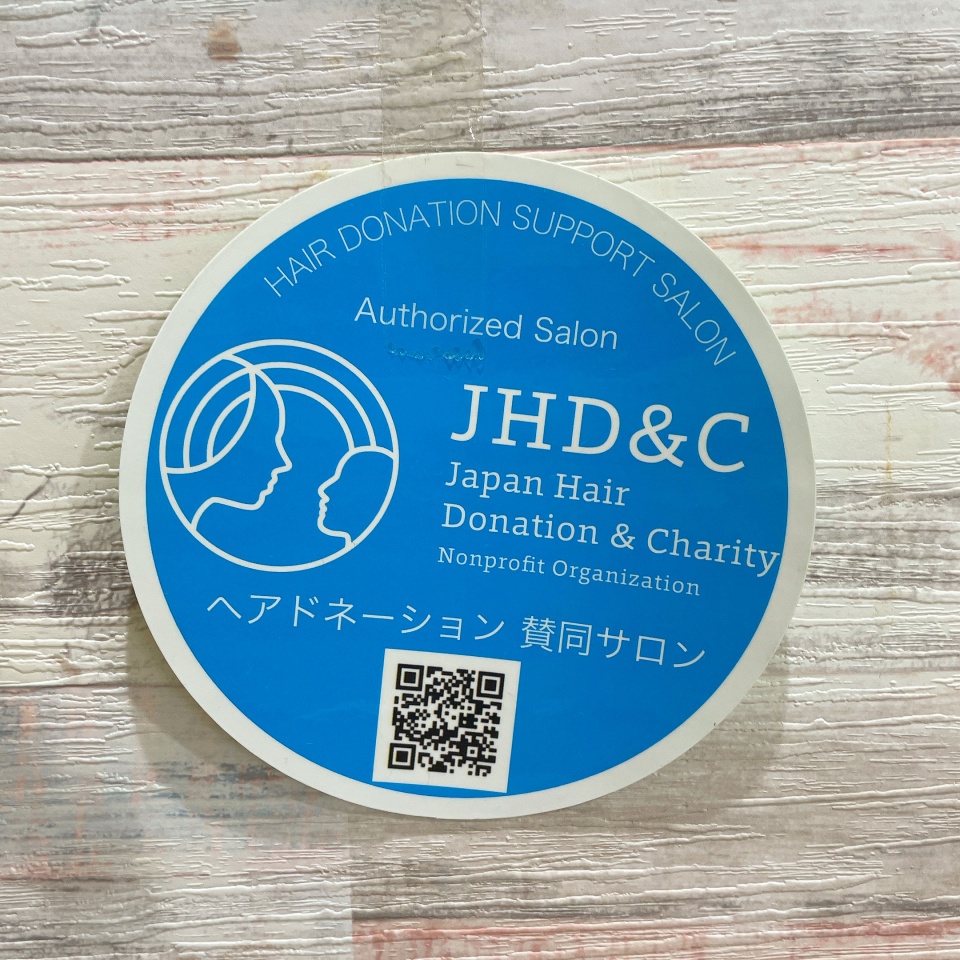 HAIR DONATION SUPPORT SALON
Authorized Salon
JHD&C
Japan Hair
Donation & Charity
Nonprofit Organization
ヘアドネーション 賛同サロン